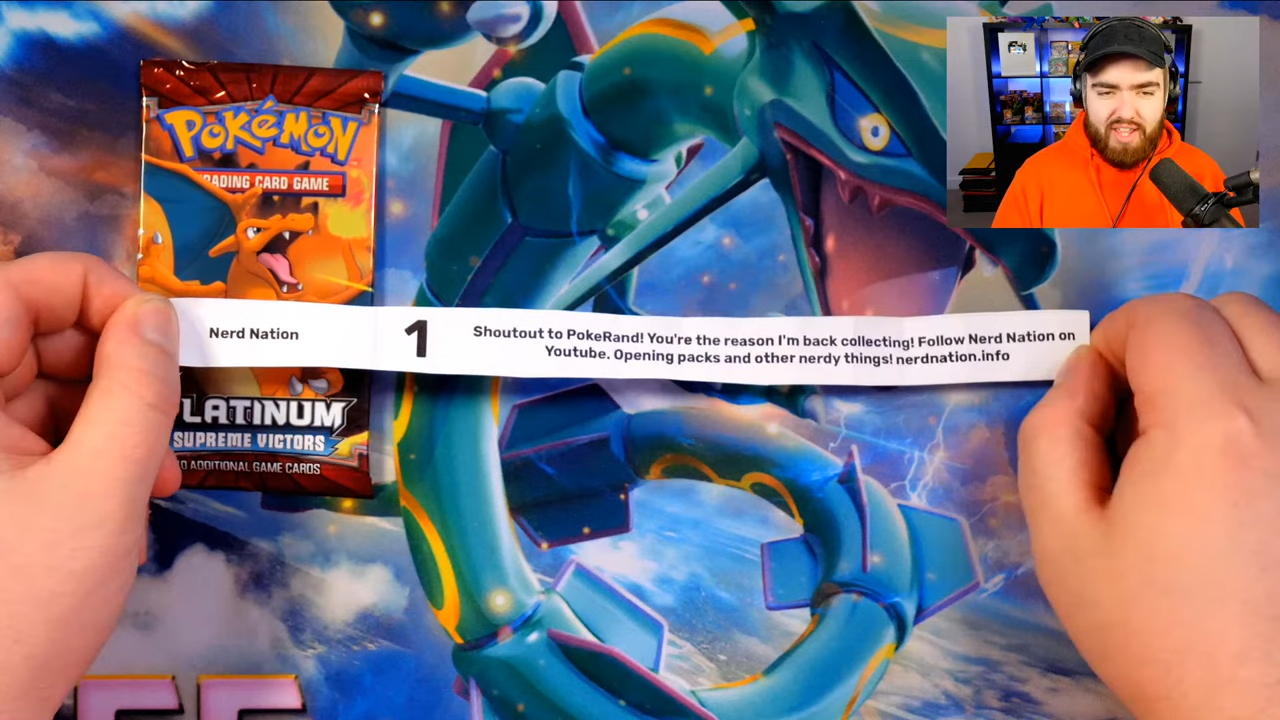 POKéMON
TRADING CARD GAME
Nerd Nation
1
Shoutout to PokeRand! You're the reason I'm back collecting! Follow Nerd Nation on
Youtube. Opening packs and other nerdy things! nerdnation.info
PLATINUM
SUPREME VICTORS
10 ADDITIONAL GAME CARDS